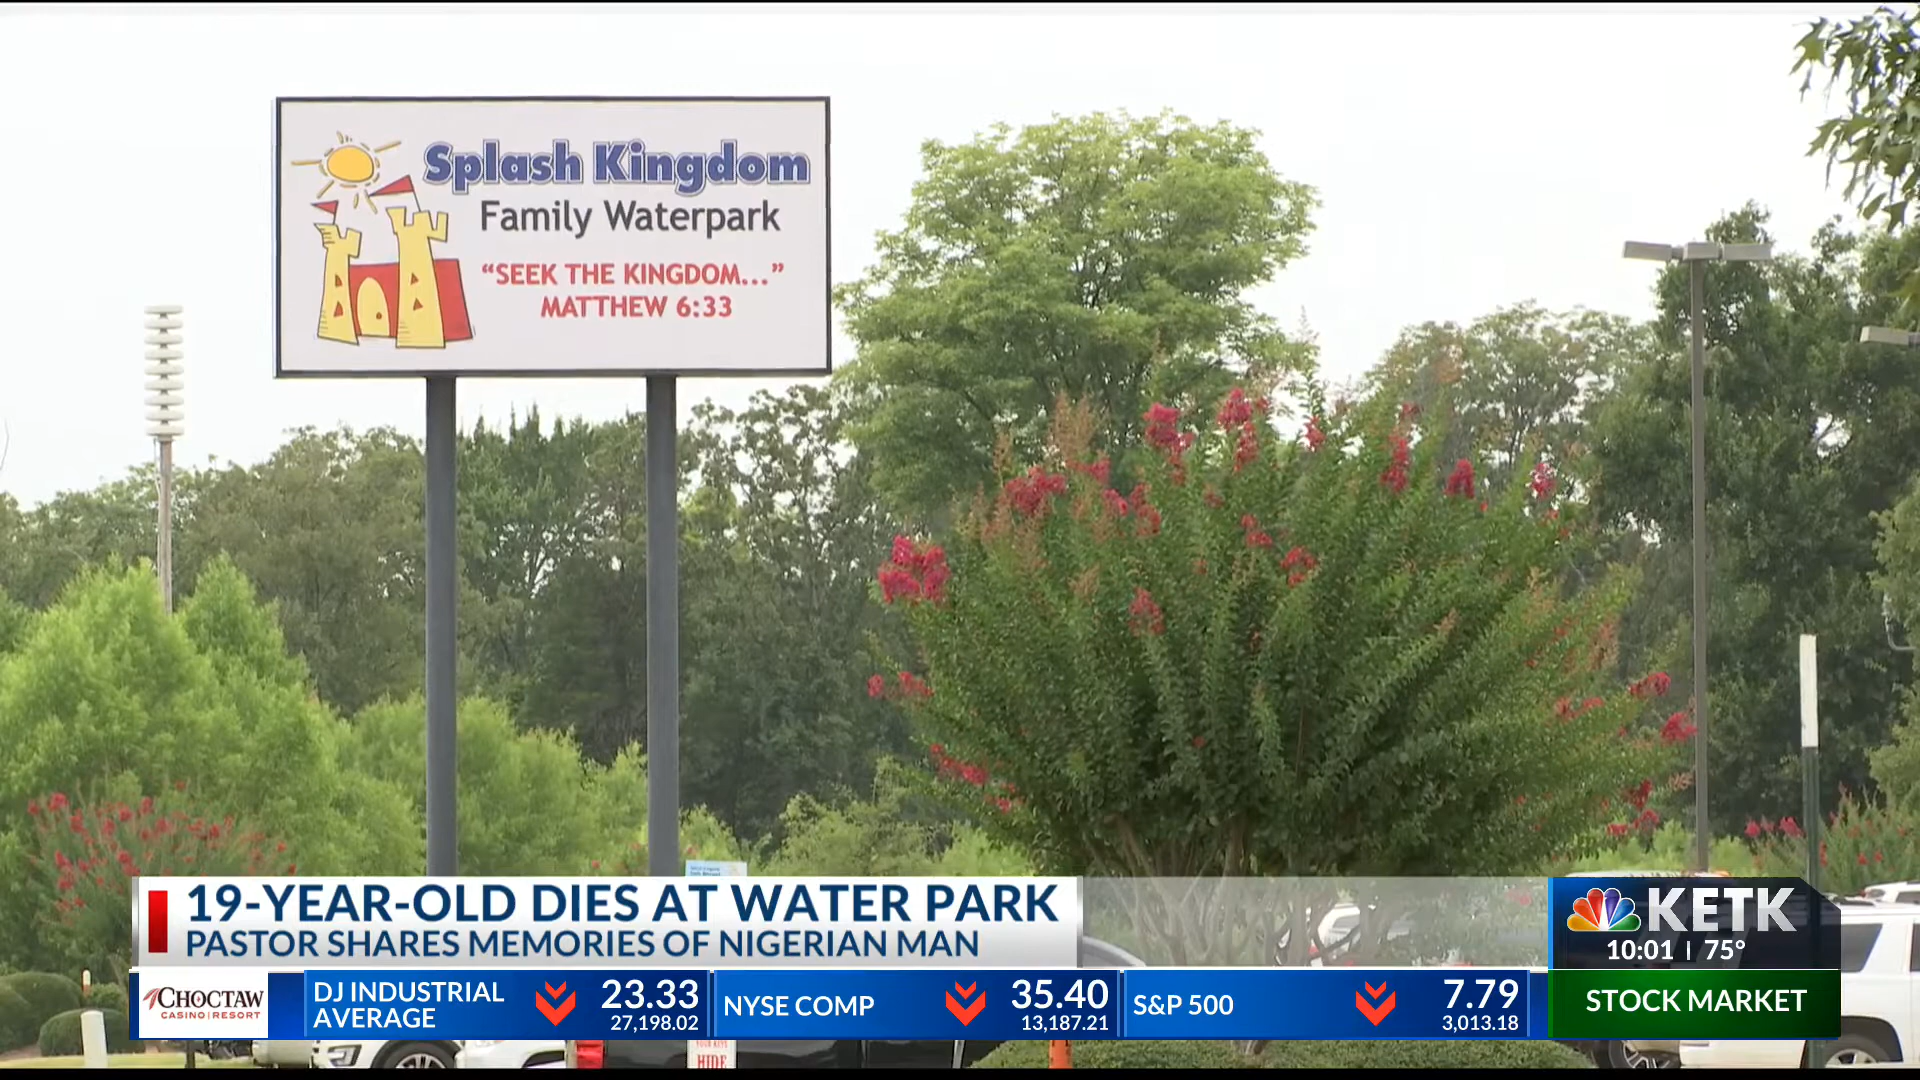 Splash Kingdom
Family Waterpark
“SEEK THE KINGDOM...”
MATTHEW 6:33
19-YEAR-OLD DIES AT WATER PARK
PASTOR SHARES MEMORIES OF NIGERIAN MAN
KETK
10:01 | 75°
CHOCTAW
CASINO | RESORT
DJ INDUSTRIAL
AVERAGE
23.33
27,198.02
NYSE COMP
35.40
13,187.21
S&P 500
7.79
3,013.18
STOCK MARKET
HIDE